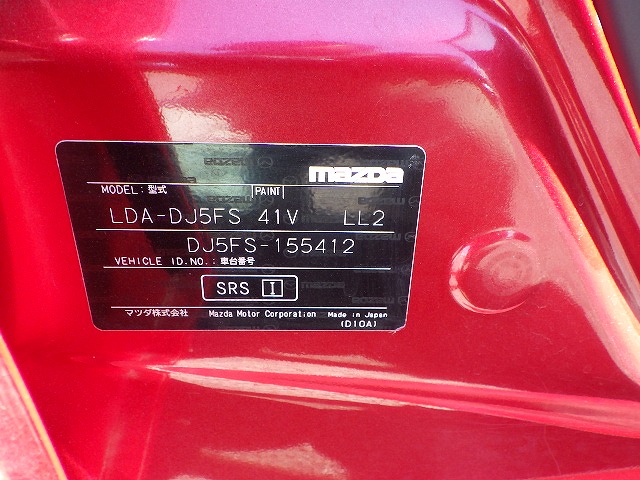 mazda
MODEL: 型式 PAINT
LDA-DJ5FS 41V LL2
DJ5FS-155412
VEHICLE ID.NO.: 車台番号
SRS I
マツダ株式会社 Mazda Motor Corporation Made in Japan
(D10A)